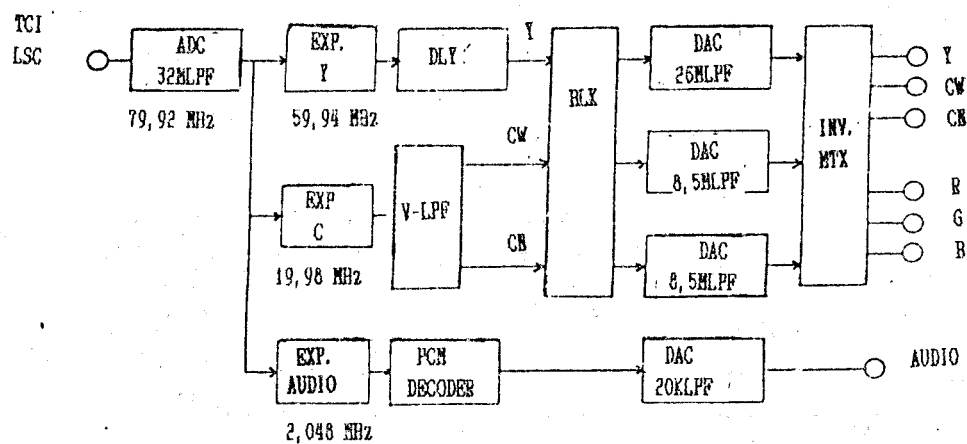 TCI
LSC
ADC
32MLPF
79,92 MHz
EXP.
Y
59,94 MHz
DLY
Y
RLX
DAC
26MLPF
INV.
MTX
Y
CW
CN
R
G
B
EXP
C
19,98 MHz
V-LPF
CW
CN
DAC
8,5MLPF
DAC
8,5MLPF
EXP.
AUDIO
2,048 MHz
PCM
DECODER
DAC
20KLPF
AUDIO